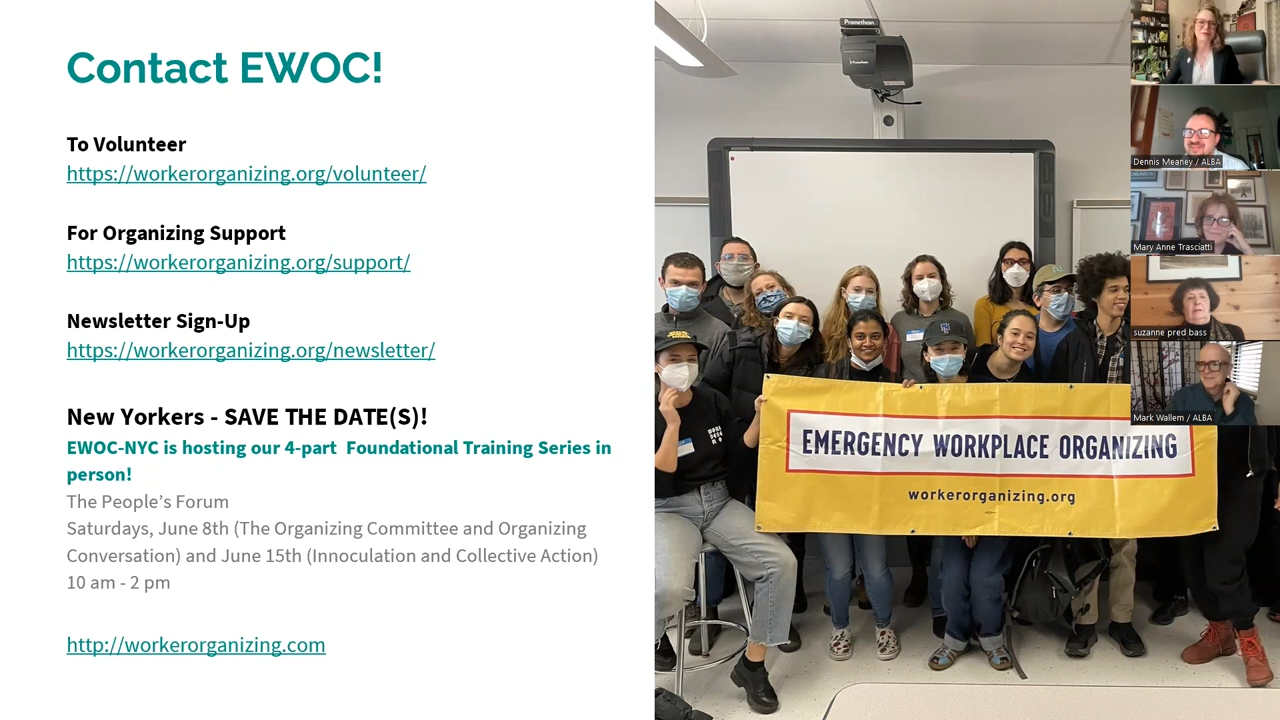 Contact EWOC!
To Volunteer
https://workerorganizing.org/volunteer/
For Organizing Support
https://workerorganizing.org/support/
Newsletter Sign-Up
https://workerorganizing.org/newsletter/
New Yorkers - SAVE THE DATE(S)!
EWOC-NYC is hosting our 4-part  Foundational Training Series in
person!
The People's Forum
Saturdays, June 8th (The Organizing Committee and Organizing
Conversation) and June 15th (Innoculation and Collective Action)
10 am - 2 pm
http://workerorganizing.com
Promethean
Promethean
EMERGENCY WORKPLACE ORGANIZING
workerorganizing.org
Dennis Meaney / ALBA
Mary Anne Trasciatti
suzanne pred bass
Mark Wallem / ALBA